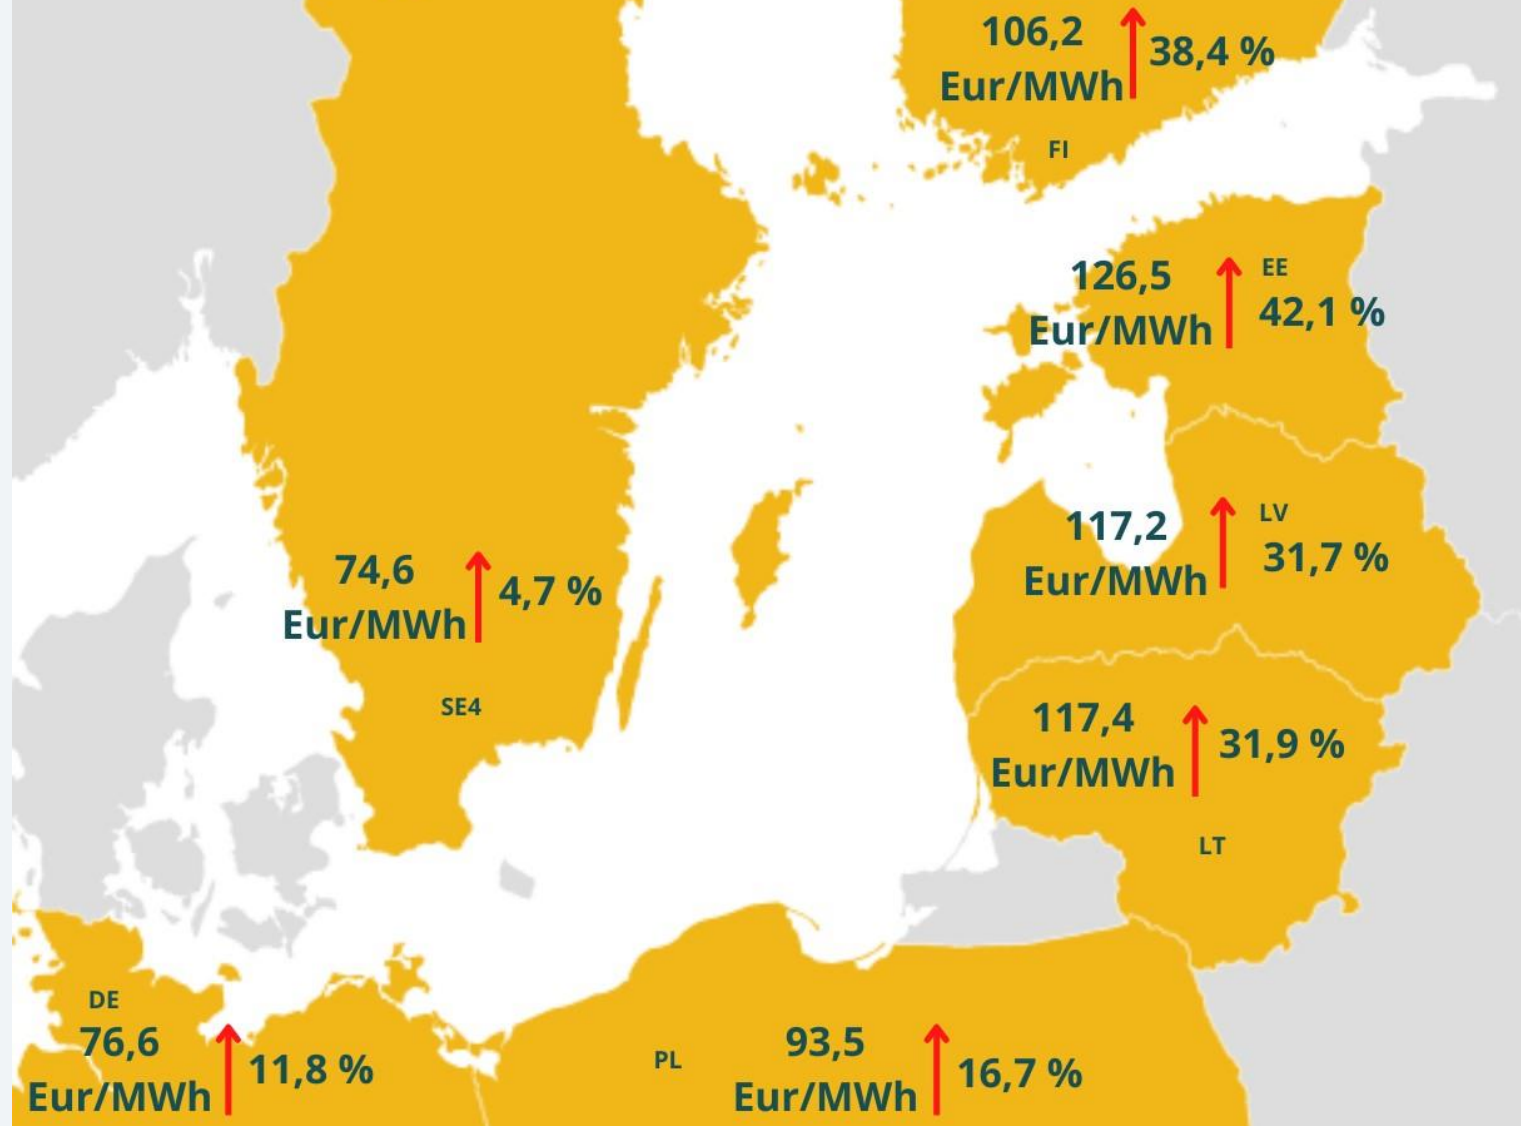 106,2
Eur/MWh
38,4 %
FI
126,5
Eur/MWh
EE
42,1 %
117,2
Eur/MWh
LV
31,7 %
74,6
Eur/MWh
4,7 %
SE4
117,4
Eur/MWh
31,9 %
LT
DE
76,6
Eur/MWh
11,8 %
PL
93,5
Eur/MWh
16,7 %